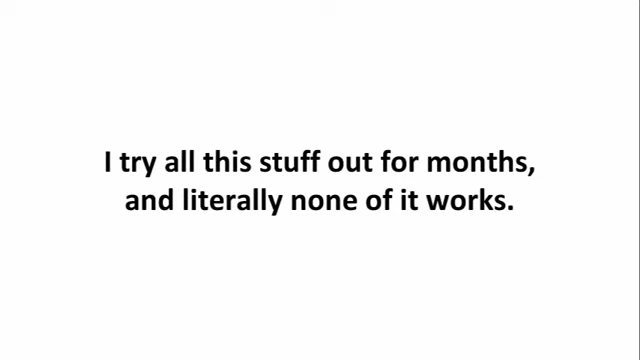 I try all this stuff out for months,
and literally none of it works.